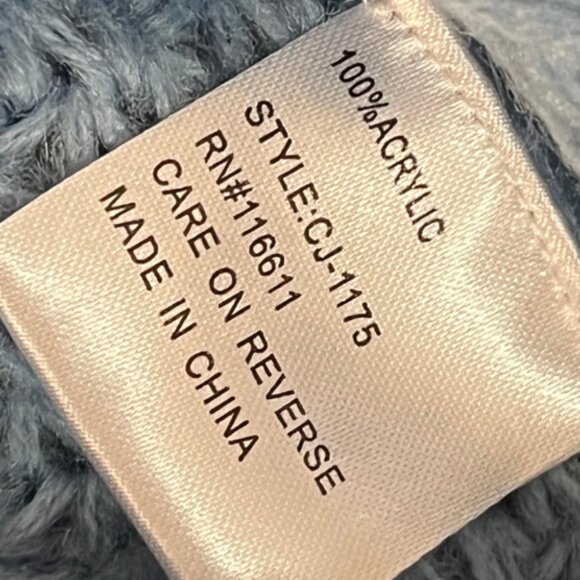 100%ACRYLIC
STYLE:CJ-1175
RN#116611
CARE ON REVERSE
MADE IN CHINA